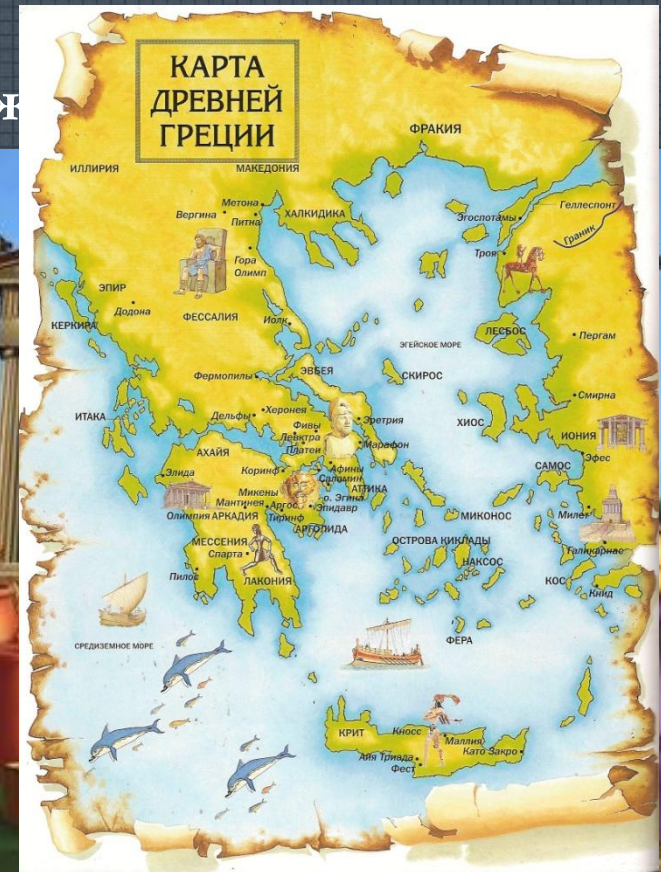 Ж
КАРТА
ДРЕВНЕЙ
ГРЕЦИИ
ФРАКИЯ
ИЛЛИРИЯ
МАКЕДОНИЯ
Метона
Вергина
Питна
ХАЛКИДИКА
Геллеспонт
Эгоспотамы
Граник
Гора
Олимп
Троя
ЭПИР
Додона
ФЕССАЛИЯ
КЕРКИРА
Иолк
ЛЕСБОС
Пергам
ЭГЕЙСКОЕ МОРЕ
Фермопилы
ЭВБЕЯ
СКИРОС
Смирна
Дельфы
Херонея
ИТАКА
Фивы
Эретрия
ХИОС
Левктра
ИОНИЯ
Платеи
Марафон
АХАЙЯ
Эфес
Элида
Коринф
Афины
САМОС
Саламин
Микены
АТТИКА
о. Эгина
Мантинея
Аргос
Эпидавр
Олимпия
АРКАДИЯ
Тиринф
МИКОНОС
Милет
АРГОЛИДА
МЕССЕНИЯ
ОСТРОВА КИКЛАДЫ
Спарта
Галикарнас
НАКСОС
Пилос
ЛАКОНИЯ
КОС
Книд
СРЕДИЗЕМНОЕ МОРЕ
ФЕРА
КРИТ
Кносс
Маллия
Като Закро
Айя Триада
Фест